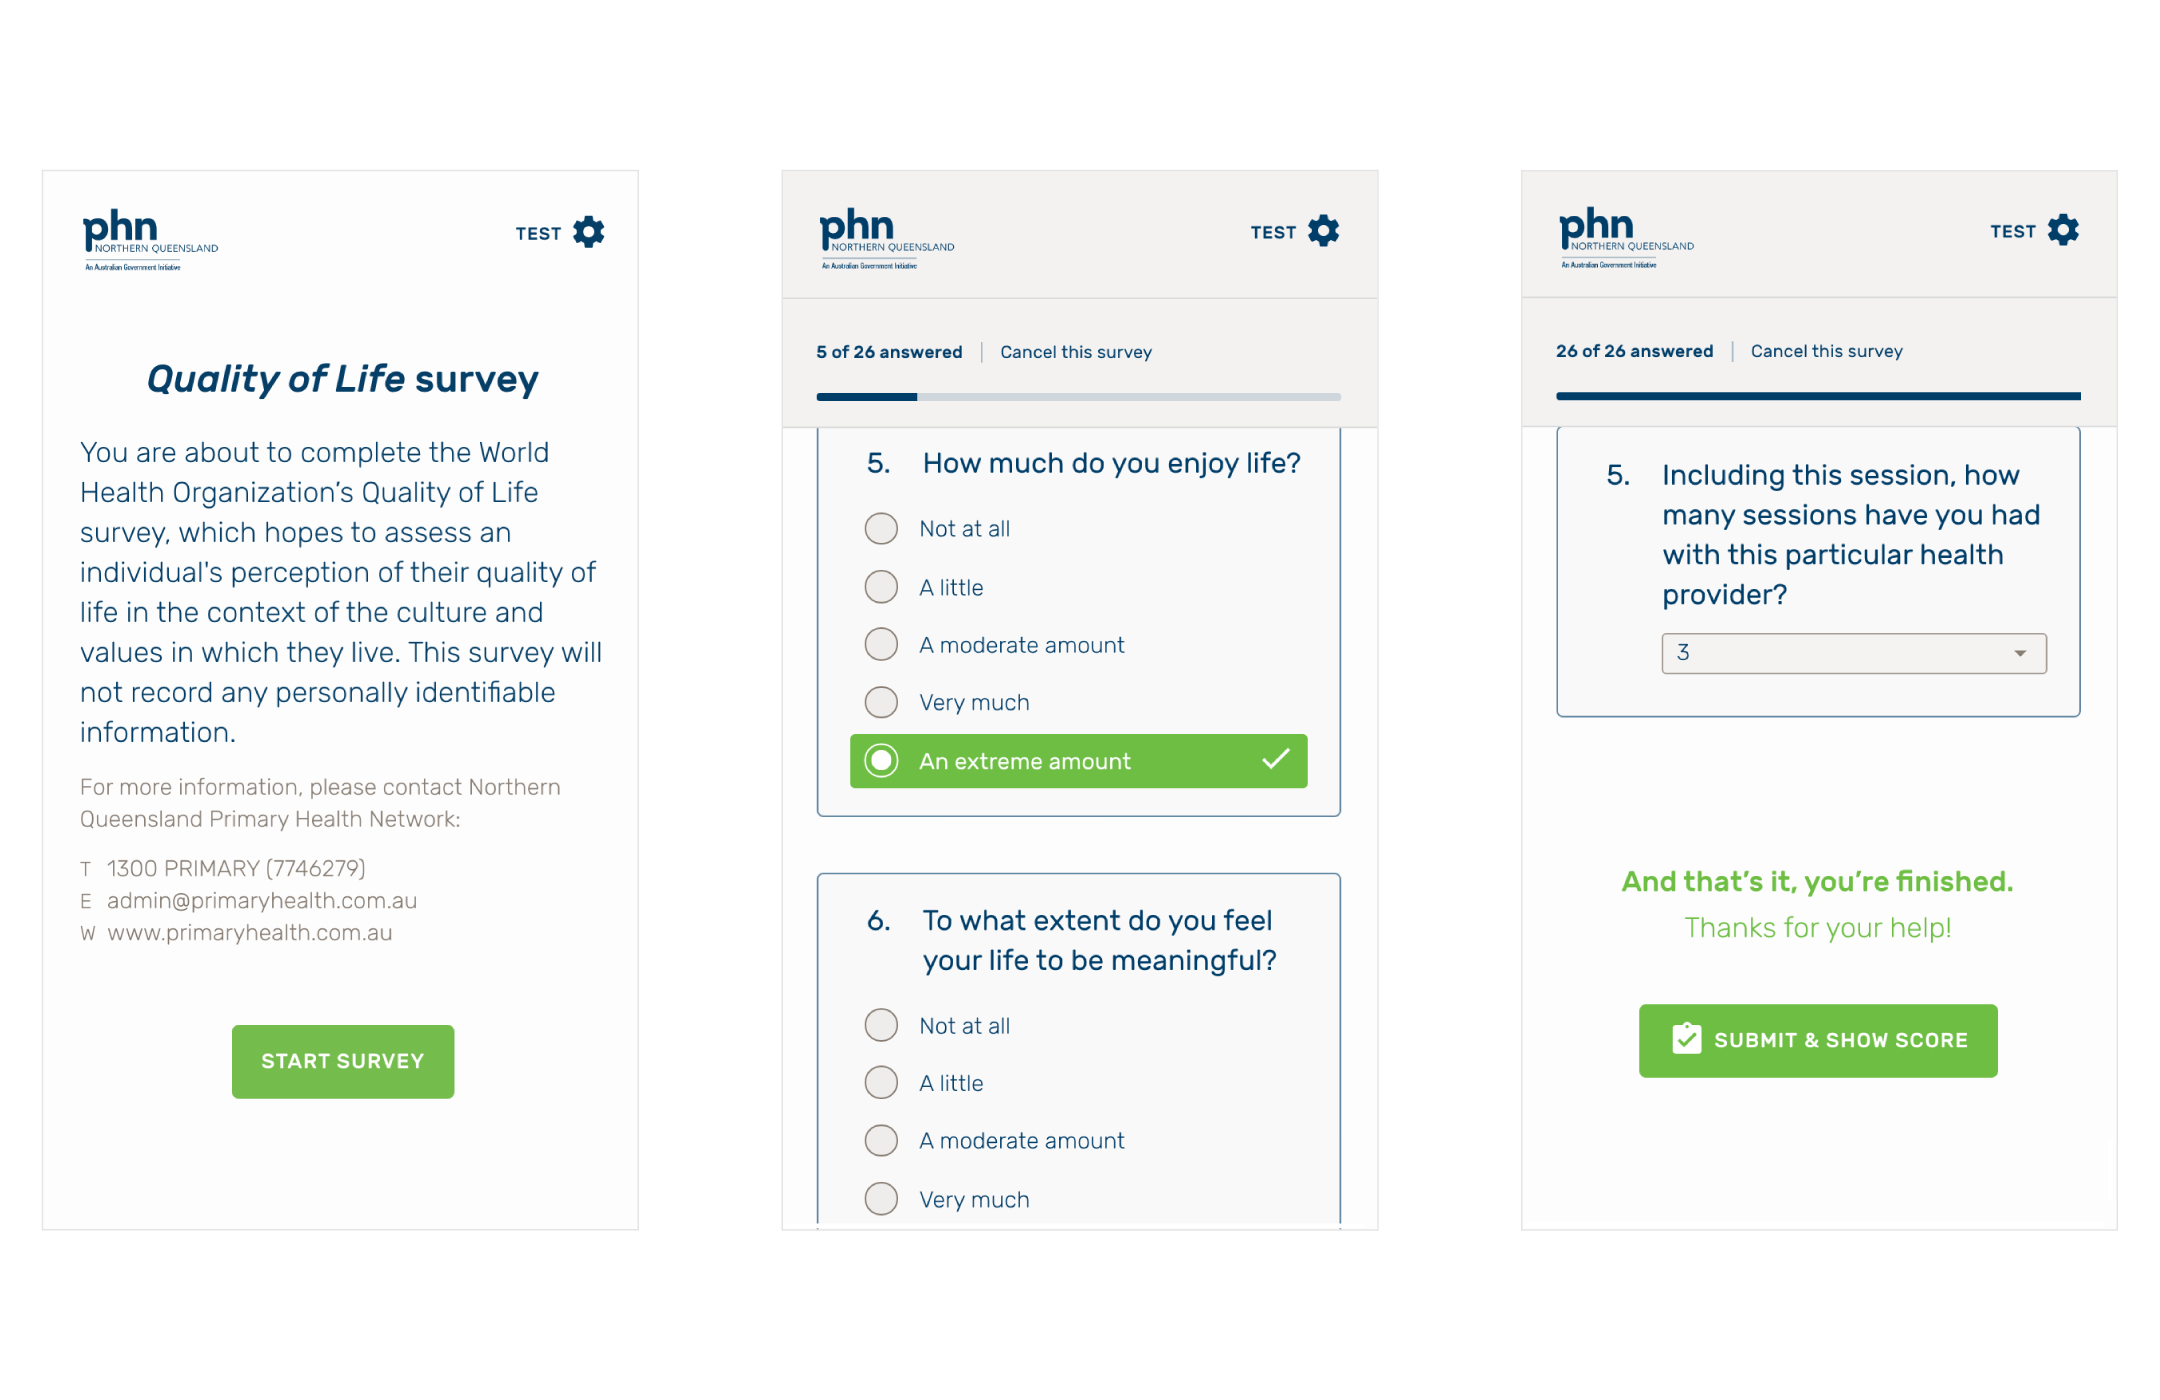 phn
NORTHERN QUEENSLAND
An Australian Government Initiative
TEST
Quality of Life survey
You are about to complete the World
Health Organization’s Quality of Life
survey, which hopes to assess an
individual's perception of their quality of
life in the context of the culture and
values in which they live. This survey will
not record any personally identifiable
information.
For more information, please contact Northern
Queensland Primary Health Network:
T 1300 PRIMARY (7746279)
E admin@primaryhealth.com.au
W www.primaryhealth.com.au
START SURVEY
phn
NORTHERN QUEENSLAND
An Australian Government Initiative
TEST
5 of 26 answered | Cancel this survey
5. How much do you enjoy life?
Not at all
A little
A moderate amount
Very much
An extreme amount
6. To what extent do you feel
your life to be meaningful?
Not at all
A little
A moderate amount
Very much
phn
NORTHERN QUEENSLAND
An Australian Government Initiative
TEST
26 of 26 answered | Cancel this survey
5. Including this session, how
many sessions have you had
with this particular health
provider?
3
And that’s it, you’re finished.
Thanks for your help!
SUBMIT & SHOW SCORE